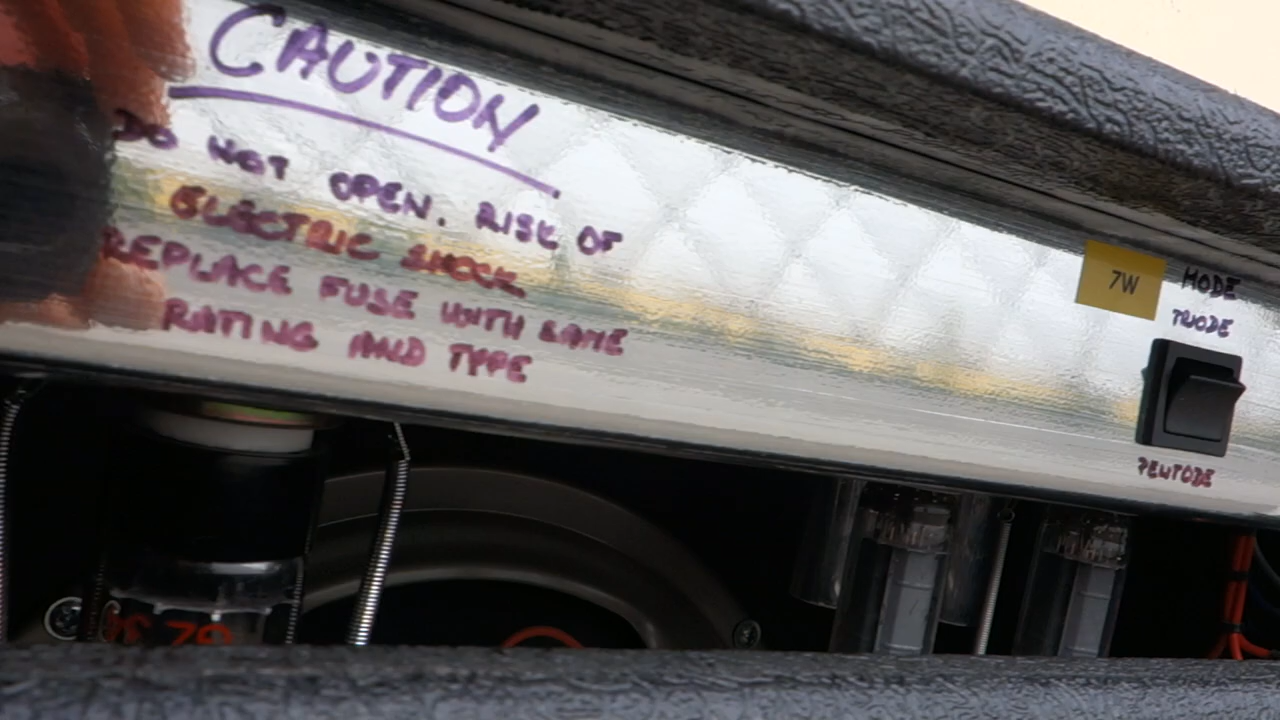 CAUTION
DO NOT OPEN. RISK OF
ELECTRIC SHOCK
REPLACE FUSE WITH SAME
RATING AND TYPE
7W
MODE
TRIODE
PENTODE